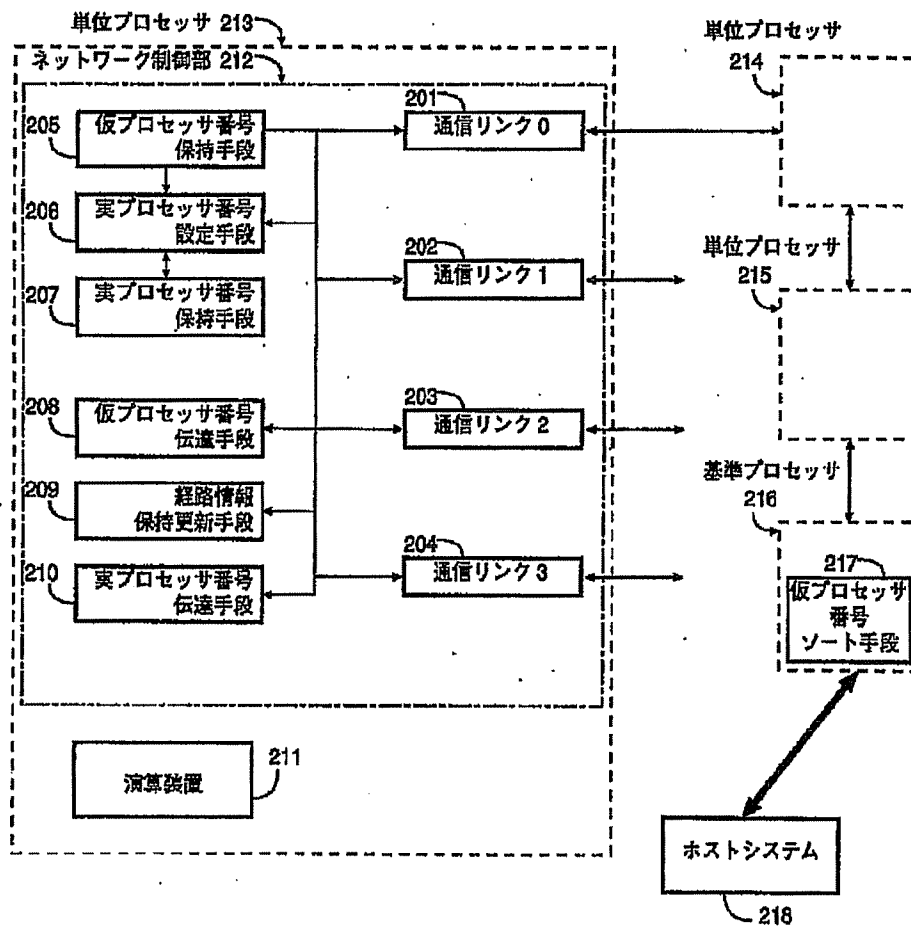 単位プロセッサ 213
ネットワーク制御部 212
205
仮プロセッサ番号
保持手段
206
実プロセッサ番号
設定手段
207
実プロセッサ番号
保持手段
208
仮プロセッサ番号
伝達手段
209
経路情報
保持更新手段
210
実プロセッサ番号
伝達手段
201
通信リンク 0
202
通信リンク 1
203
通信リンク 2
204
通信リンク 3
演算装置
211
単位プロセッサ
214
単位プロセッサ
215
基準プロセッサ
216
217
仮プロセッサ
番号
ソート手段
ホストシステム
218